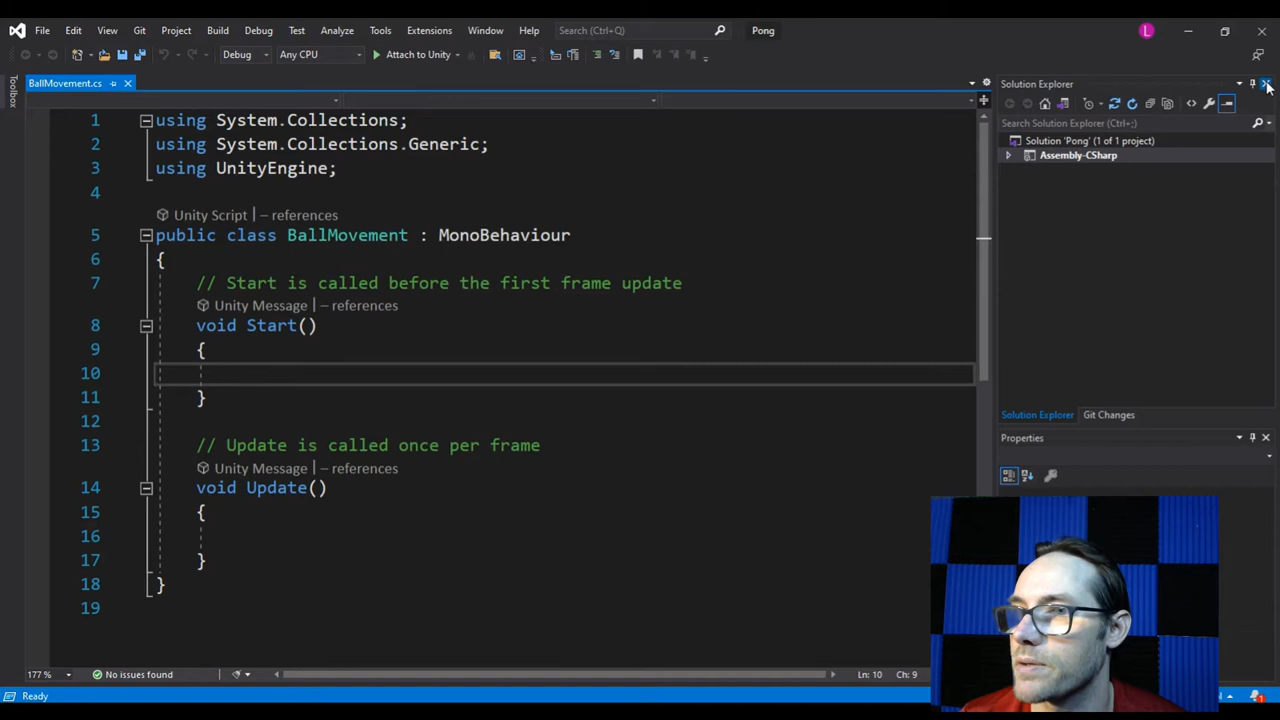 File Edit View Git Project Build Debug Test Analyze Tools Extensions Window Help Search (Ctrl+Q) Pong L
Debug Any CPU Attach to Unity
Toolbox
BallMovement.cs
1 using System.Collections;
2 using System.Collections.Generic;
3 using UnityEngine;
4
Unity Script | – references
5 public class BallMovement : MonoBehaviour
6 {
7 // Start is called before the first frame update
Unity Message | – references
8 void Start()
9 {
10
11 }
12
13 // Update is called once per frame
Unity Message | – references
14 void Update()
15 {
16
17 }
18 }
19
177 % No issues found Ln: 10 Ch: 9
Ready
Solution Explorer
Search Solution Explorer (Ctrl+;)
Solution 'Pong' (1 of 1 project)
Assembly-CSharp
Solution Explorer Git Changes
Properties
1